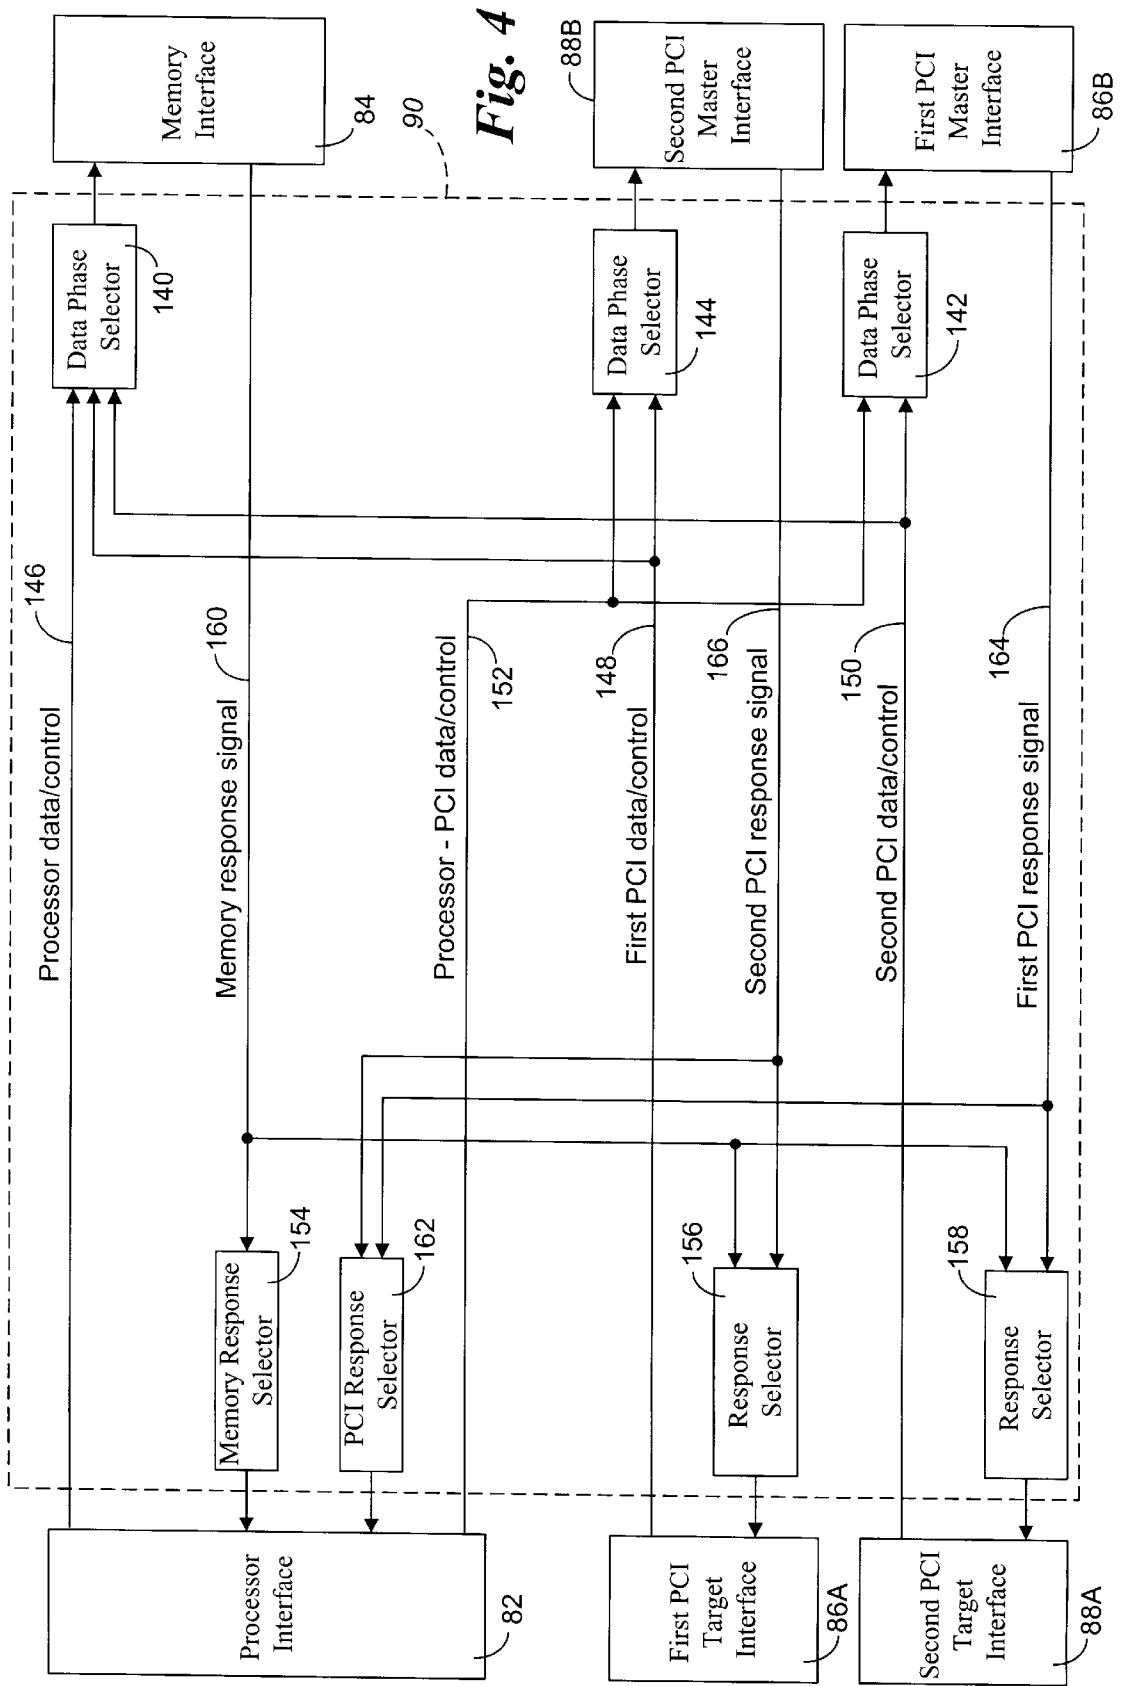 Processor
Interface
82
First PCI
Target
Interface
86A
Second PCI
Target
Interface
88A
Memory Response
Selector
154
PCI Response
Selector
162
Response
Selector
156
Response
Selector
158
Processor data/control
146
Memory response signal
160
Processor - PCI data/control
152
First PCI data/control
148
Second PCI response signal
166
Second PCI data/control
150
First PCI response signal
164
Data Phase
Selector
140
Data Phase
Selector
144
Data Phase
Selector
142
90
Memory
Interface
84
Fig. 4
88B
Second PCI
Master
Interface
First PCI
Master
Interface
86B